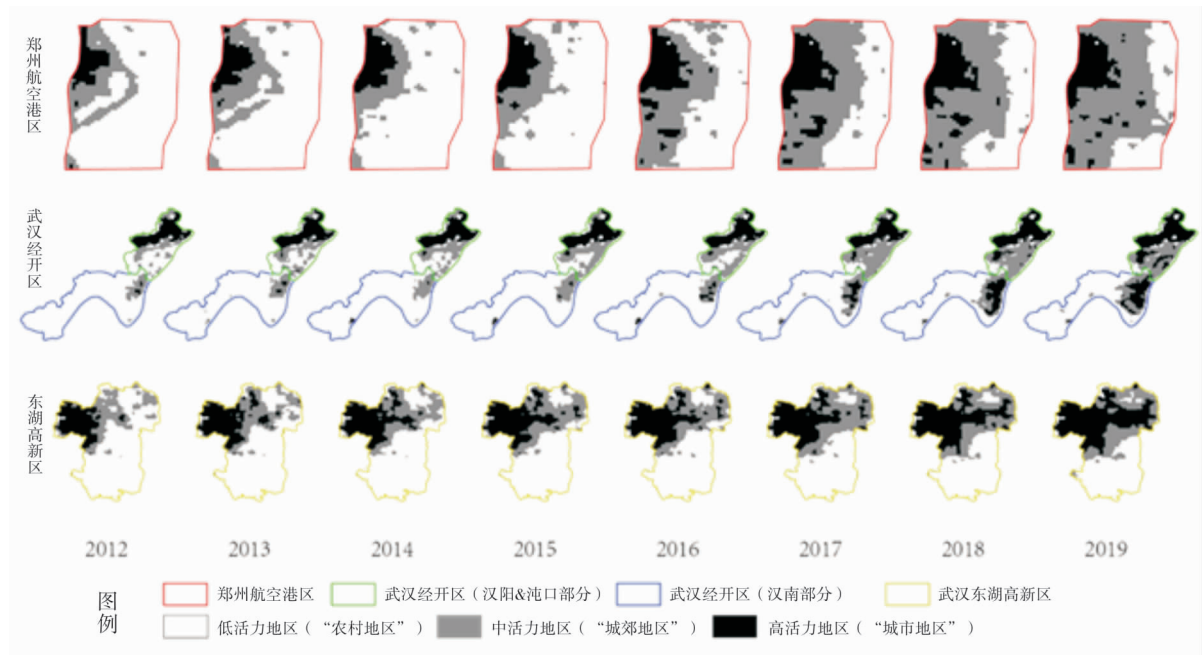 郑州航空港区
武汉经开区
东湖高新区
2012 2013 2014 2015 2016 2017 2018 2019
图例
郑州航空港区 武汉经开区（汉阳&沌口部分） 武汉经开区（汉南部分） 武汉东湖高新区
低活力地区（“农村地区”） 中活力地区（“城郊地区”） 高活力地区（“城市地区”）